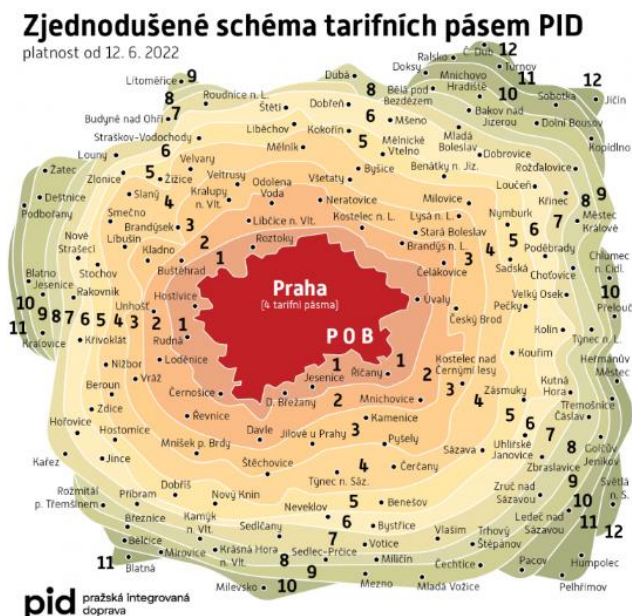 Zjednodušené schéma tarifních pásem PID
platnost od 12. 6. 2022
12
Č. Dub
Ralsko
Turnov
Doksy
Mnichovo
Hradiště
11
12
9
Litoměřice
Dubá
8
Bělá pod
Bezdězem
10
Sobotka
Jičín
8
Roudnice n. L.
Štětí
Dobřeň
6
Mšeno
Bakov nad
Jizerou
Dolní Bousov
7
Budyně nad Ohří
Straškov-Vodochody
Liběchov
Kokořín
5
Mělnické
Vtelno
Mladá
Boleslav
Kopidlno
6
Louny
Velvary
Mělník
Dobrovice
Žatec
5
Zlonice
Žižice
Veltrusy
Všetaty
Byšice
Benátky n. Jiz.
Rožďalovice
Deštnice
Slaný
4
Kralupy
n. Vlt.
Odolena
Voda
Neratovice
Milovice
Loučeň
Křinec
8
9
Podbořany
Smečno
Brandýsek
3
Libčice n. Vlt.
Kostelec n. L.
Lysá n. L.
Nymburk
6
7
Městec
Králové
Nové
Strašecí
Libušín
2
Roztoky
Stará Boleslav
5
Poděbrady
Kladno
1
Brandýs n. L.
4
Chlumec
n. Cidl.
Blatno
Stochov
Buštěhrad
Čelákovice
3
Sadská
Choťovice
Jesenice
Rakovník
Hostivice
Praha
[4 tarifní pásma]
Velký Osek
10
Přelouč
10
Unhošť
Úvaly
Pečky
11
9
8
7
6
5
4
3
2
1
Český Brod
Kolín
Týnec n. L.
Kralovice
Křivoklát
Rudná
P O B
Heřmanův
Městec
Nižbor
Loděnice
1
1
2
Kostelec nad
Černými lesy
Kouřim
Vráž
Jesenice
Říčany
3
Zásmuky
Kutná
Hora
Třemošnice
Beroun
Černošice
D. Břežany
2
Mnichovice
4
Čáslav
Zdice
Řevnice
Kamenice
5
6
Hořovice
Hostomice
Davle
Jílové u Prahy
3
Pyšely
Uhlířské
Janovice
7
8
Golčův
Jeníkov
Mníšek p. Brdy
Sázava
Zbraslavice
Kařez
Jince
Štěchovice
4
Čerčany
9
Světlá
n. S.
Týnec n. Sáz.
Zruč nad
Sázavou
Rožmitál
p. Třemšínem
Příbram
Dobříš
Nový Knín
5
Benešov
10
Ledeč nad
Sázavou
11
12
Březnice
Kamýk
n. Vlt.
Neveklov
6
Bystřice
Vlašim
Trhový
Štěpánov
Bělčice
Sedlčany
7
Votice
Humpolec
11
Mirovice
Krásná Hora
n. Vlt.
8
Sedlec-Prčice
Miličín
Čechtice
Pacov
Blatná
9
Mezno
Mladá Vožice
Pelhřimov
Milevsko
10
pid pražská integrovaná
doprava